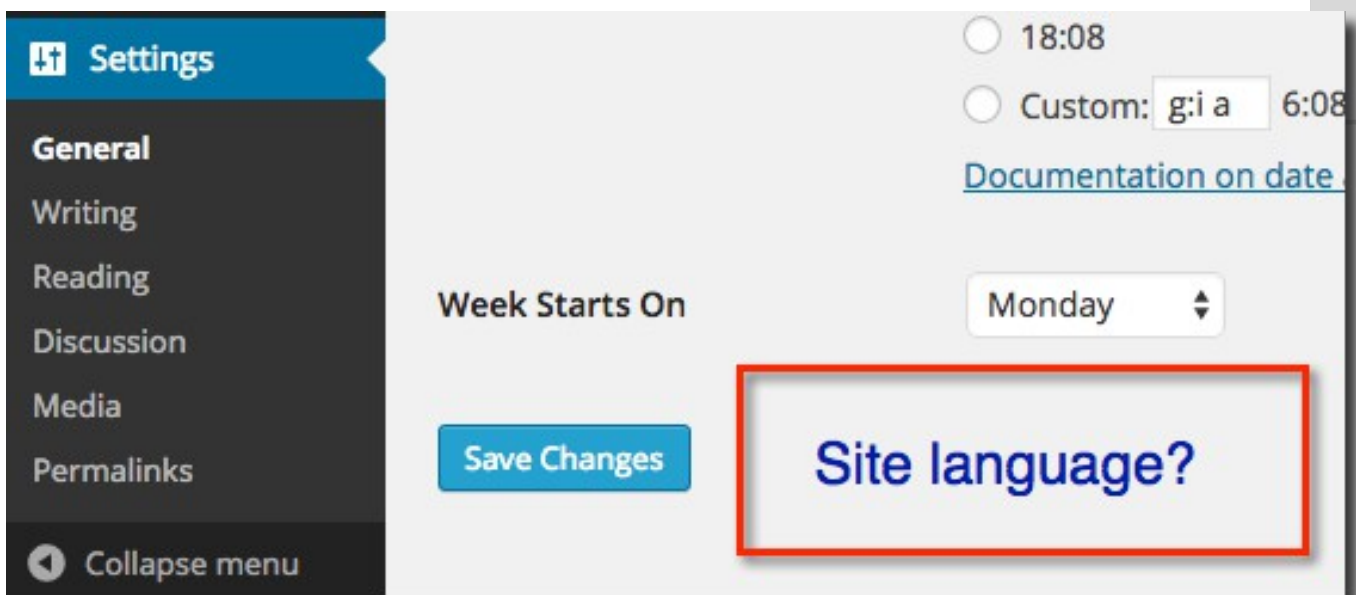 Settings
General
Writing
Reading
Discussion
Media
Permalinks
Collapse menu
18:08
Custom: g:i a 6:08
Documentation on date
Week Starts On Monday
Save Changes
Site language?